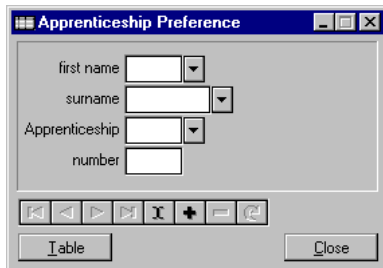 Apprenticeship Preference
first name
surname
Apprenticeship
number
Table
Close